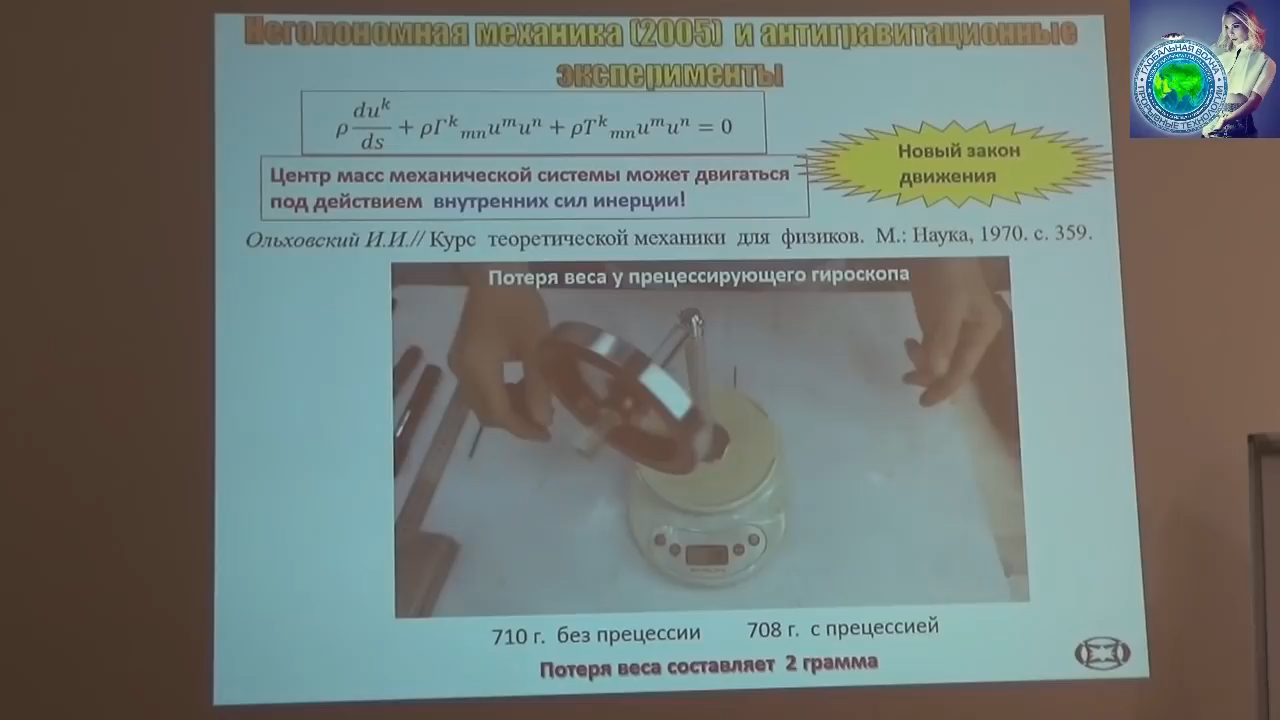 Неголономная механика (2005) и антигравитационные
эксперименты
ρ du^k/ds + ρΓ^k_mn u^m u^n + ρT^k_mn u^m u^n = 0
Новый закон
движения
Центр масс механической системы может двигаться
под действием внутренних сил инерции!
Ольховский И.И.// Курс теоретической механики для физиков. М.: Наука, 1970. с. 359.
Потеря веса у прецессирующего гироскопа
710 г. без прецессии 708 г. с прецессией
Потеря веса составляет 2 грамма
ГЛОБАЛЬНАЯ ВОЛНА